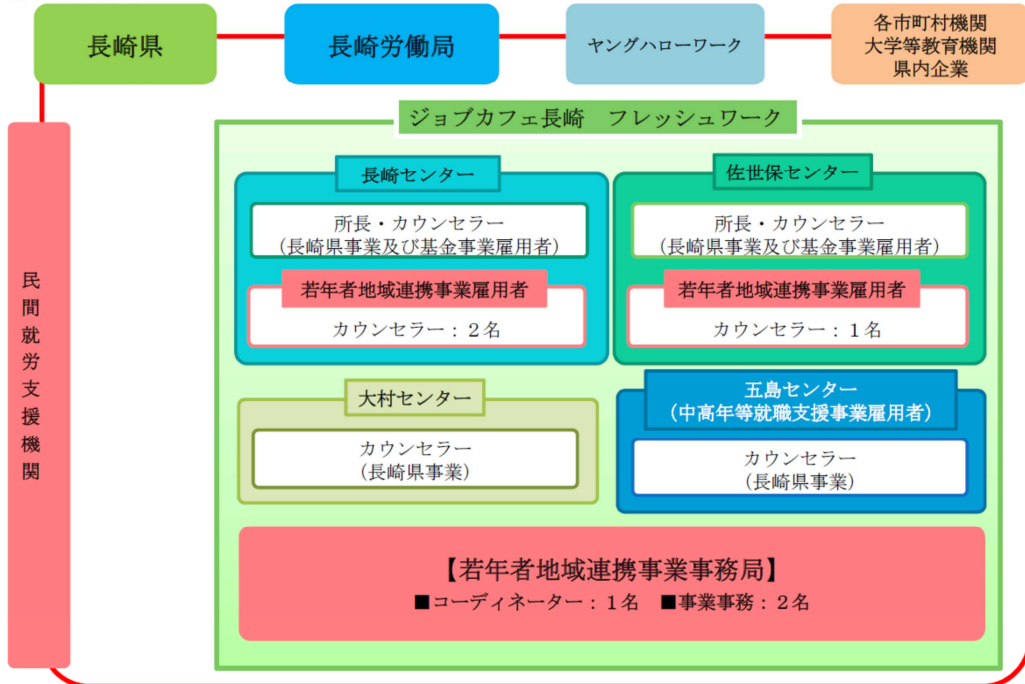 長崎県
長崎労働局
ヤングハローワーク
各市町村機関
大学等教育機関
県内企業
民間就労支援機関
ジョブカフェ長崎　フレッシュワーク
長崎センター
所長・カウンセラー
(長崎県事業及び基金事業雇用者)
若年者地域連携事業雇用者
カウンセラー：２名
佐世保センター
所長・カウンセラー
(長崎県事業及び基金事業雇用者)
若年者地域連携事業雇用者
カウンセラー：１名
大村センター
カウンセラー
(長崎県事業)
五島センター
(中高年等就職支援事業雇用者)
カウンセラー
(長崎県事業)
【若年者地域連携事業事務局】
■コーディネーター：１名　■事業事務：２名